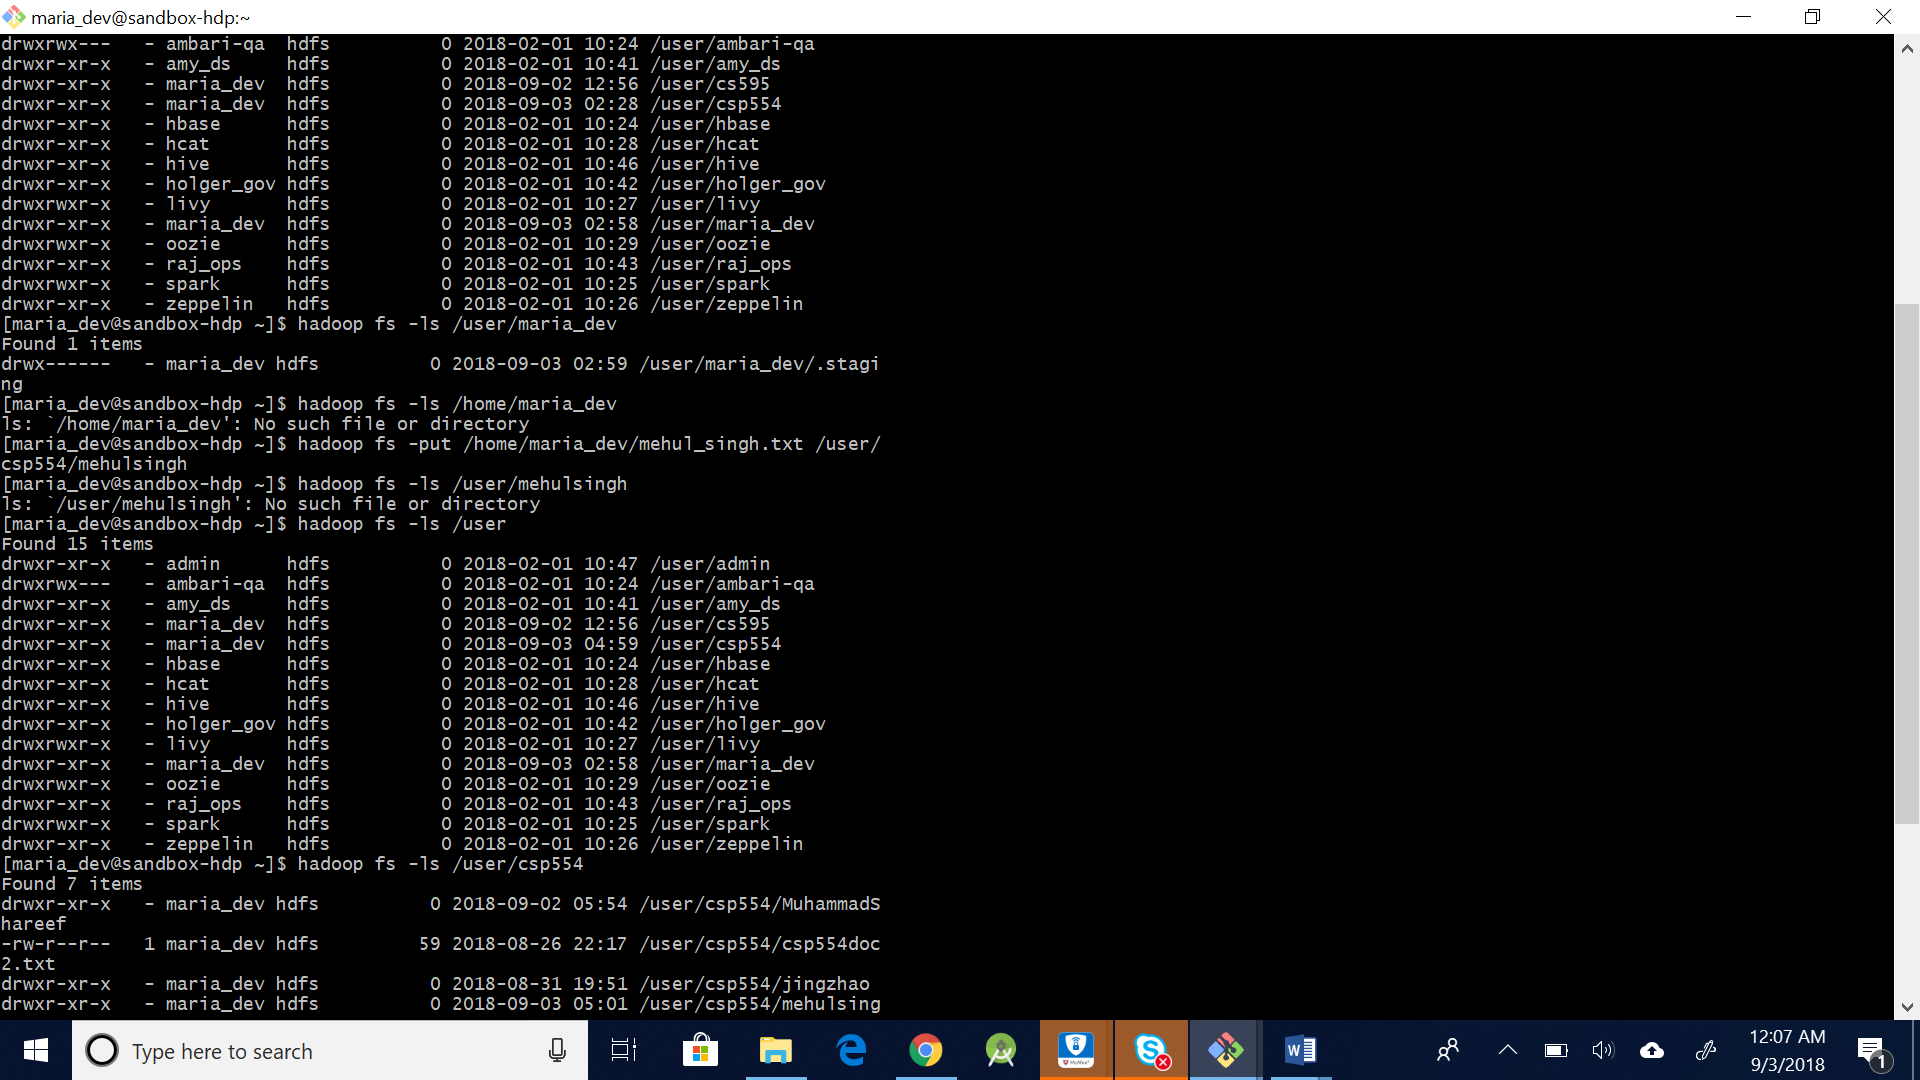 maria_dev@sandbox-hdp:~
drwxrwx---   - ambari-qa  hdfs          0 2018-02-01 10:24 /user/ambari-qa
drwxr-xr-x   - amy_ds     hdfs          0 2018-02-01 10:41 /user/amy_ds
drwxr-xr-x   - maria_dev  hdfs          0 2018-09-02 12:56 /user/cs595
drwxr-xr-x   - maria_dev  hdfs          0 2018-09-03 02:28 /user/csp554
drwxr-xr-x   - hbase      hdfs          0 2018-02-01 10:24 /user/hbase
drwxr-xr-x   - hcat       hdfs          0 2018-02-01 10:28 /user/hcat
drwxr-xr-x   - hive       hdfs          0 2018-02-01 10:46 /user/hive
drwxr-xr-x   - holger_gov hdfs          0 2018-02-01 10:42 /user/holger_gov
drwxrwxr-x   - livy       hdfs          0 2018-02-01 10:27 /user/livy
drwxr-xr-x   - maria_dev  hdfs          0 2018-09-03 02:58 /user/maria_dev
drwxrwxr-x   - oozie      hdfs          0 2018-02-01 10:29 /user/oozie
drwxr-xr-x   - raj_ops    hdfs          0 2018-02-01 10:43 /user/raj_ops
drwxrwxr-x   - spark      hdfs          0 2018-02-01 10:25 /user/spark
drwxr-xr-x   - zeppelin   hdfs          0 2018-02-01 10:26 /user/zeppelin
[maria_dev@sandbox-hdp ~]$ hadoop fs -ls /user/maria_dev
Found 1 items
drwx------   - maria_dev hdfs          0 2018-09-03 02:59 /user/maria_dev/.stagi
ng
[maria_dev@sandbox-hdp ~]$ hadoop fs -ls /home/maria_dev
ls: `/home/maria_dev': No such file or directory
[maria_dev@sandbox-hdp ~]$ hadoop fs -put /home/maria_dev/mehul_singh.txt /user/
csp554/mehulsingh
[maria_dev@sandbox-hdp ~]$ hadoop fs -ls /user/mehulsingh
ls: `/user/mehulsingh': No such file or directory
[maria_dev@sandbox-hdp ~]$ hadoop fs -ls /user
Found 15 items
drwxr-xr-x   - admin      hdfs          0 2018-02-01 10:47 /user/admin
drwxrwx---   - ambari-qa  hdfs          0 2018-02-01 10:24 /user/ambari-qa
drwxr-xr-x   - amy_ds     hdfs          0 2018-02-01 10:41 /user/amy_ds
drwxr-xr-x   - maria_dev  hdfs          0 2018-09-02 12:56 /user/cs595
drwxr-xr-x   - maria_dev  hdfs          0 2018-09-03 04:59 /user/csp554
drwxr-xr-x   - hbase      hdfs          0 2018-02-01 10:24 /user/hbase
drwxr-xr-x   - hcat       hdfs          0 2018-02-01 10:28 /user/hcat
drwxr-xr-x   - hive       hdfs          0 2018-02-01 10:46 /user/hive
drwxr-xr-x   - holger_gov hdfs          0 2018-02-01 10:42 /user/holger_gov
drwxrwxr-x   - livy       hdfs          0 2018-02-01 10:27 /user/livy
drwxr-xr-x   - maria_dev  hdfs          0 2018-09-03 02:58 /user/maria_dev
drwxrwxr-x   - oozie      hdfs          0 2018-02-01 10:29 /user/oozie
drwxr-xr-x   - raj_ops    hdfs          0 2018-02-01 10:43 /user/raj_ops
drwxrwxr-x   - spark      hdfs          0 2018-02-01 10:25 /user/spark
drwxr-xr-x   - zeppelin   hdfs          0 2018-02-01 10:26 /user/zeppelin
[maria_dev@sandbox-hdp ~]$ hadoop fs -ls /user/csp554
Found 7 items
drwxr-xr-x   - maria_dev hdfs          0 2018-09-02 05:54 /user/csp554/MuhammadS
hareef
-rw-r--r--   1 maria_dev hdfs         59 2018-08-26 22:17 /user/csp554/csp554doc
2.txt
drwxr-xr-x   - maria_dev hdfs          0 2018-08-31 19:51 /user/csp554/jingzhao
drwxr-xr-x   - maria_dev hdfs          0 2018-09-03 05:01 /user/csp554/mehulsing
Type here to search
12:07 AM
9/3/2018
1